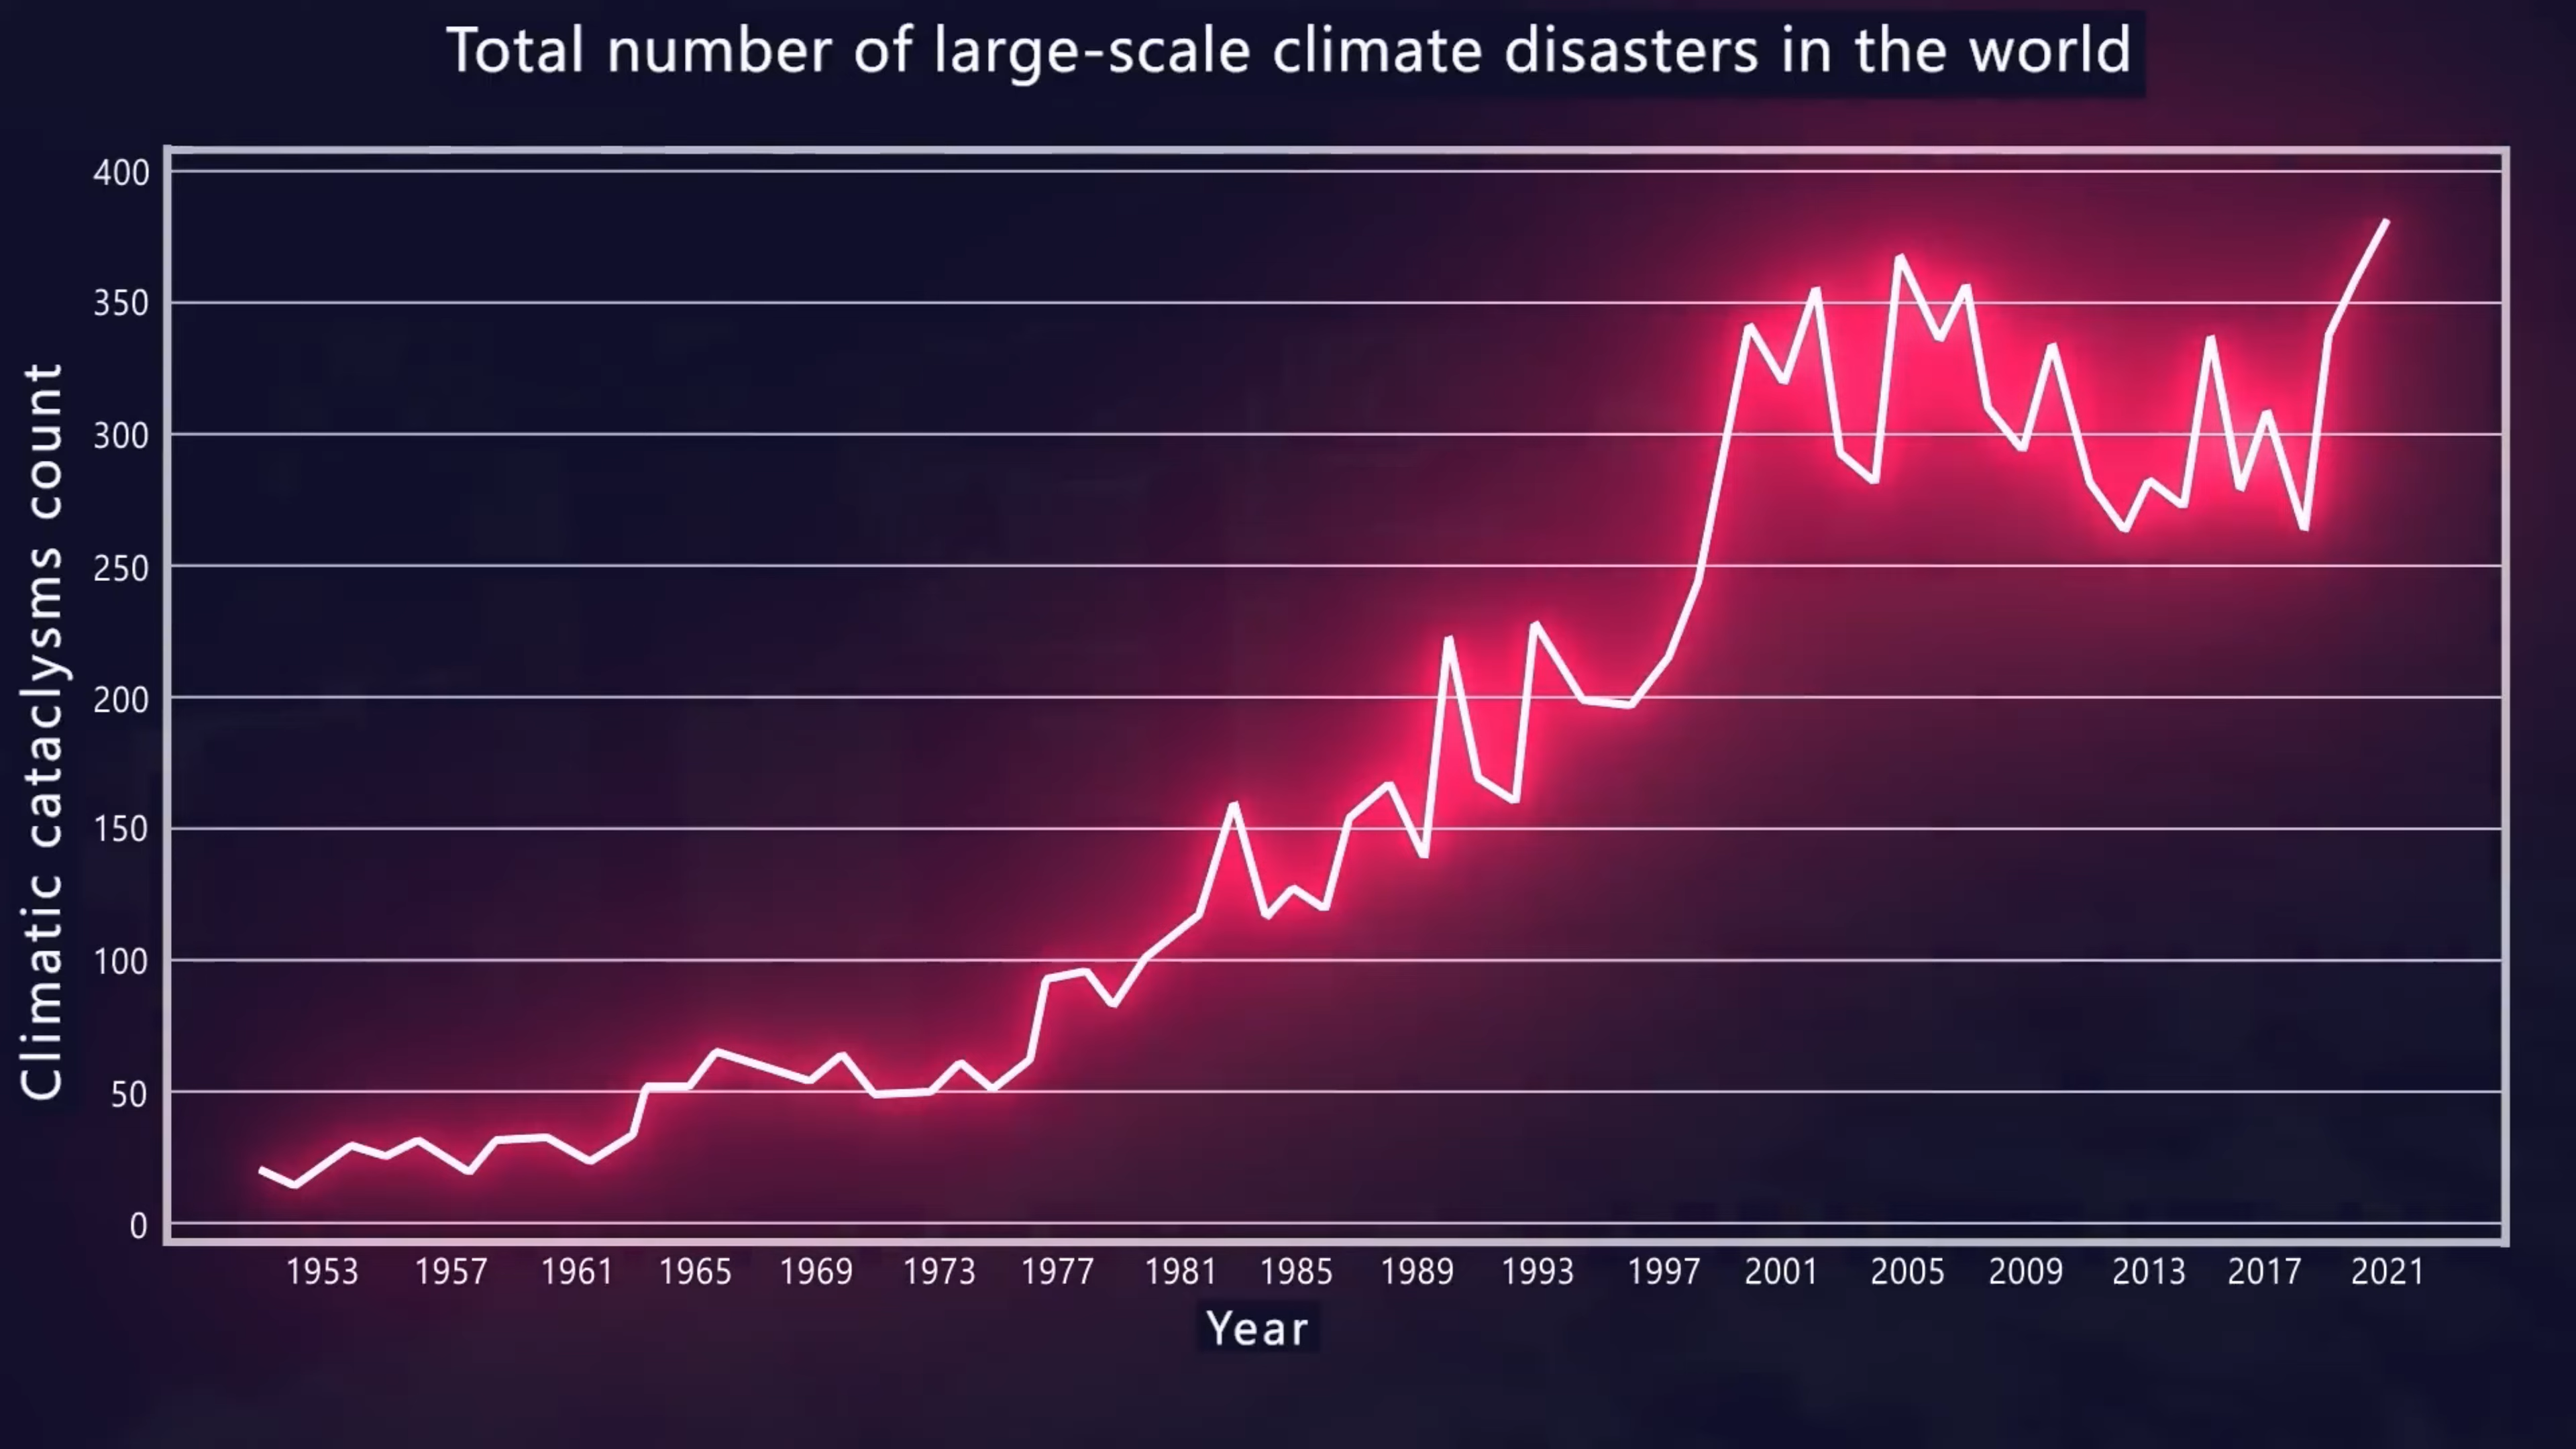 Total number of large-scale climate disasters in the world
Climatic cataclysms count
400
350
300
250
200
150
100
50
0
1953 1957 1961 1965 1969 1973 1977 1981 1985 1989 1993 1997 2001 2005 2009 2013 2017 2021
Year